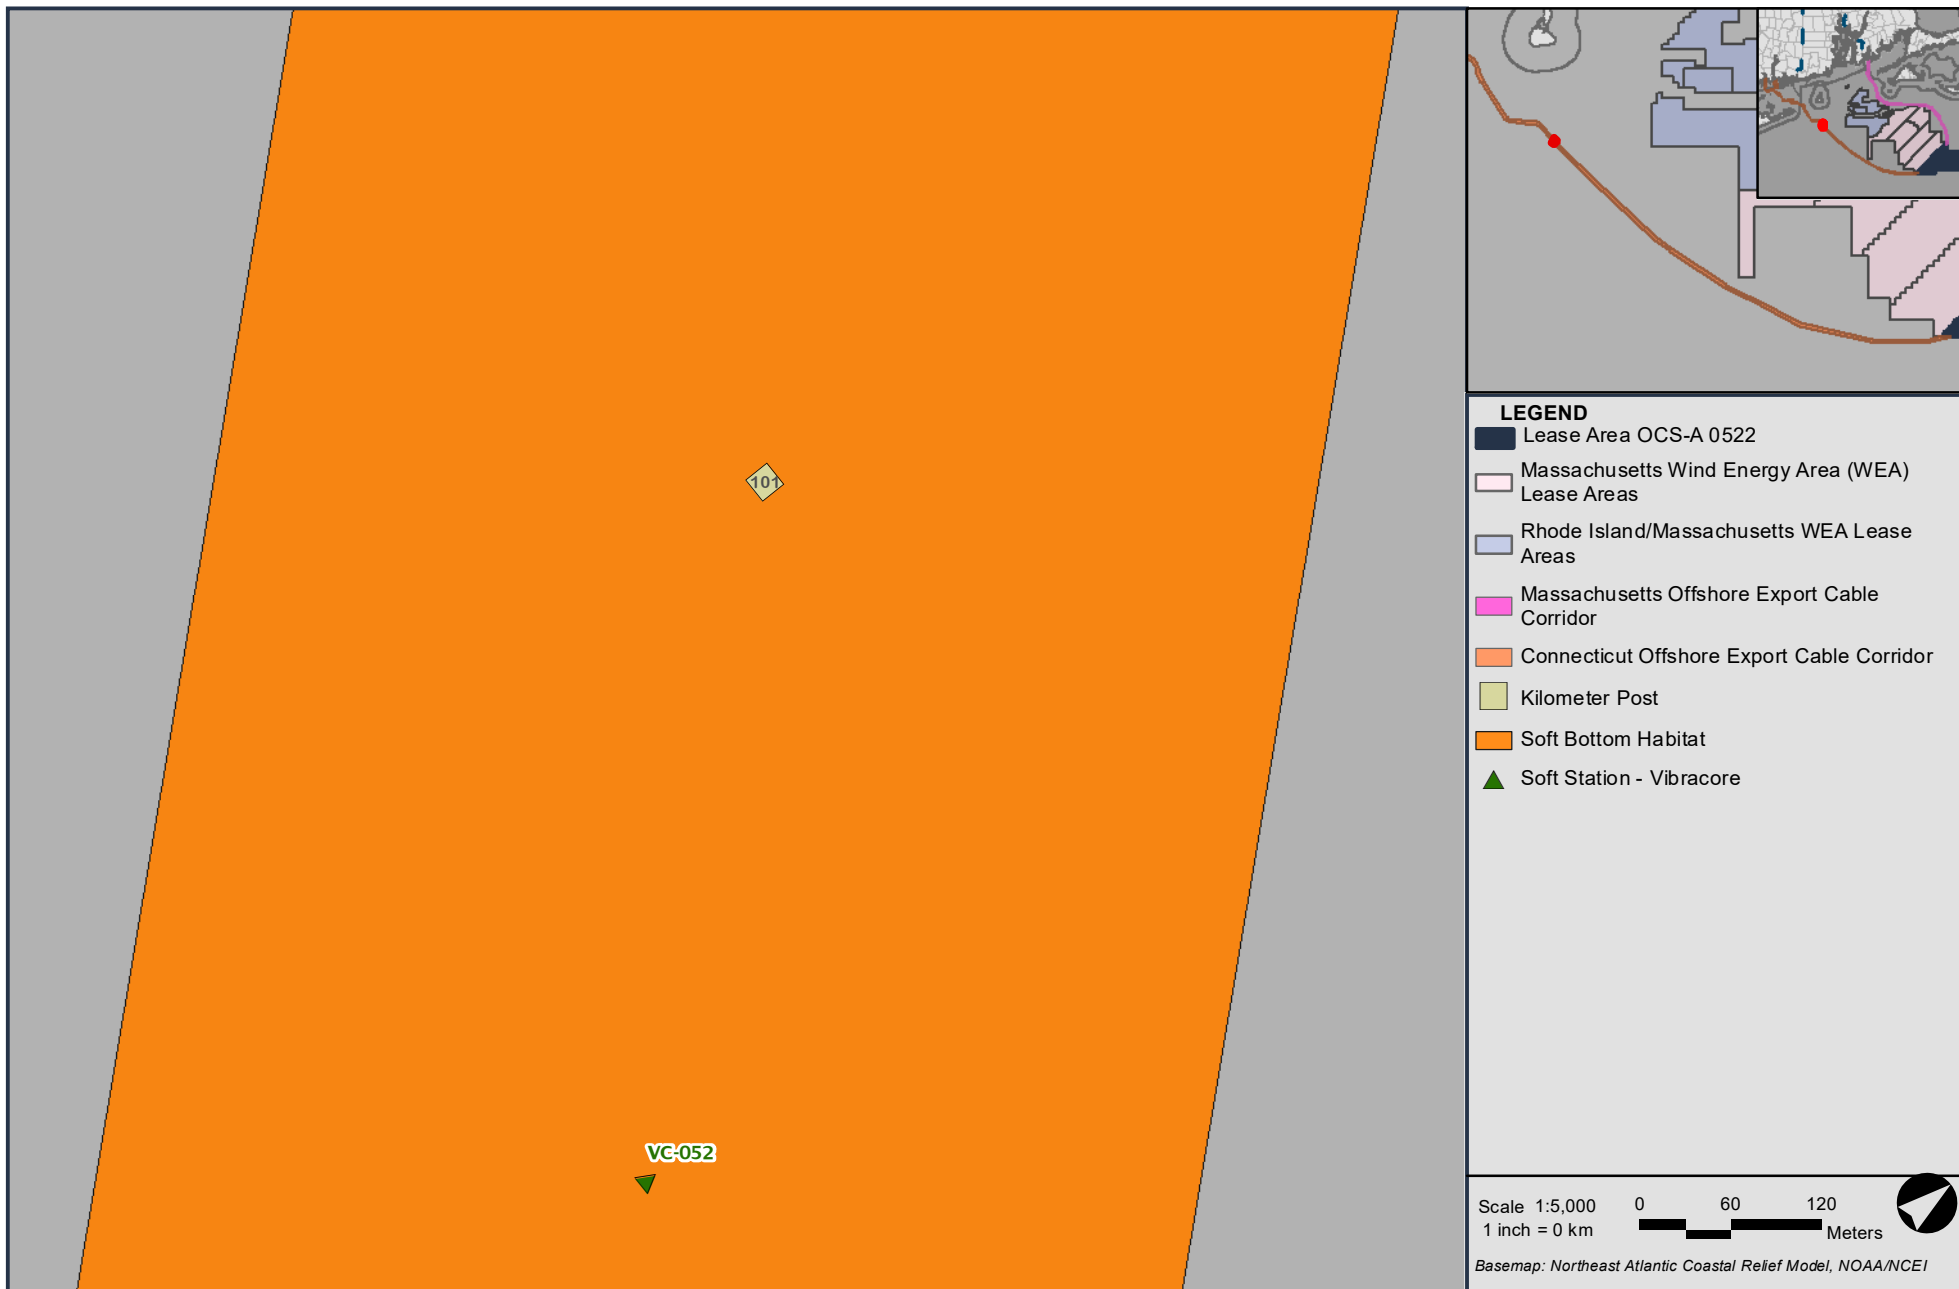 101
VC-052
LEGEND
Lease Area OCS-A 0522
Massachusetts Wind Energy Area (WEA)
Lease Areas
Rhode Island/Massachusetts WEA Lease
Areas
Massachusetts Offshore Export Cable
Corridor
Connecticut Offshore Export Cable Corridor
Kilometer Post
Soft Bottom Habitat
Soft Station - Vibracore
Scale 1:5,000
1 inch = 0 km
0 60 120
Meters
Basemap: Northeast Atlantic Coastal Relief Model, NOAA/NCEI